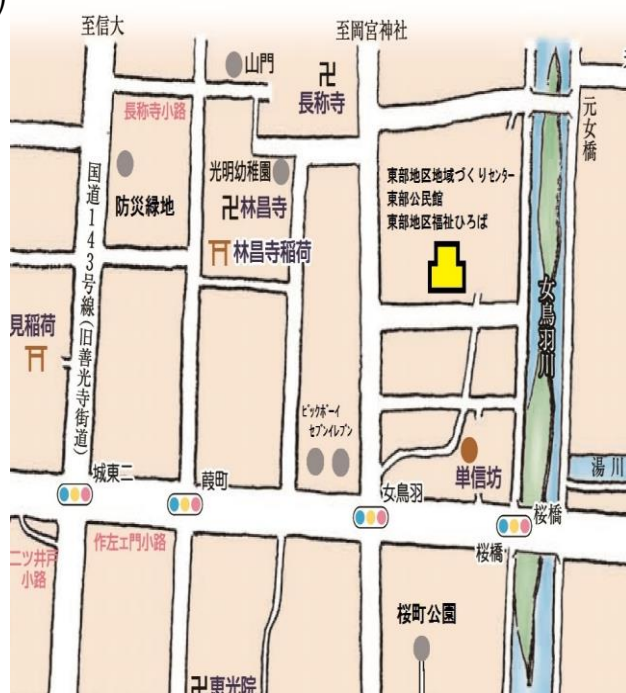 至信大
至岡宮神社
山門
卍
長称寺
長称寺小路
元女橋
光明幼稚園
防災緑地
卍林昌寺
林昌寺稲荷
東部地区地域づくりセンター
東部公民館
東部地区福祉ひろば
国道143号線(旧善光寺街道)
女鳥羽川
見稲荷
ビックボーイ
セブンイレブン
単信坊
湯川
城東二
葭町
女鳥羽
桜橋
桜橋
二ツ井戸
小路
作左ェ門小路
桜町公園
卍東光院